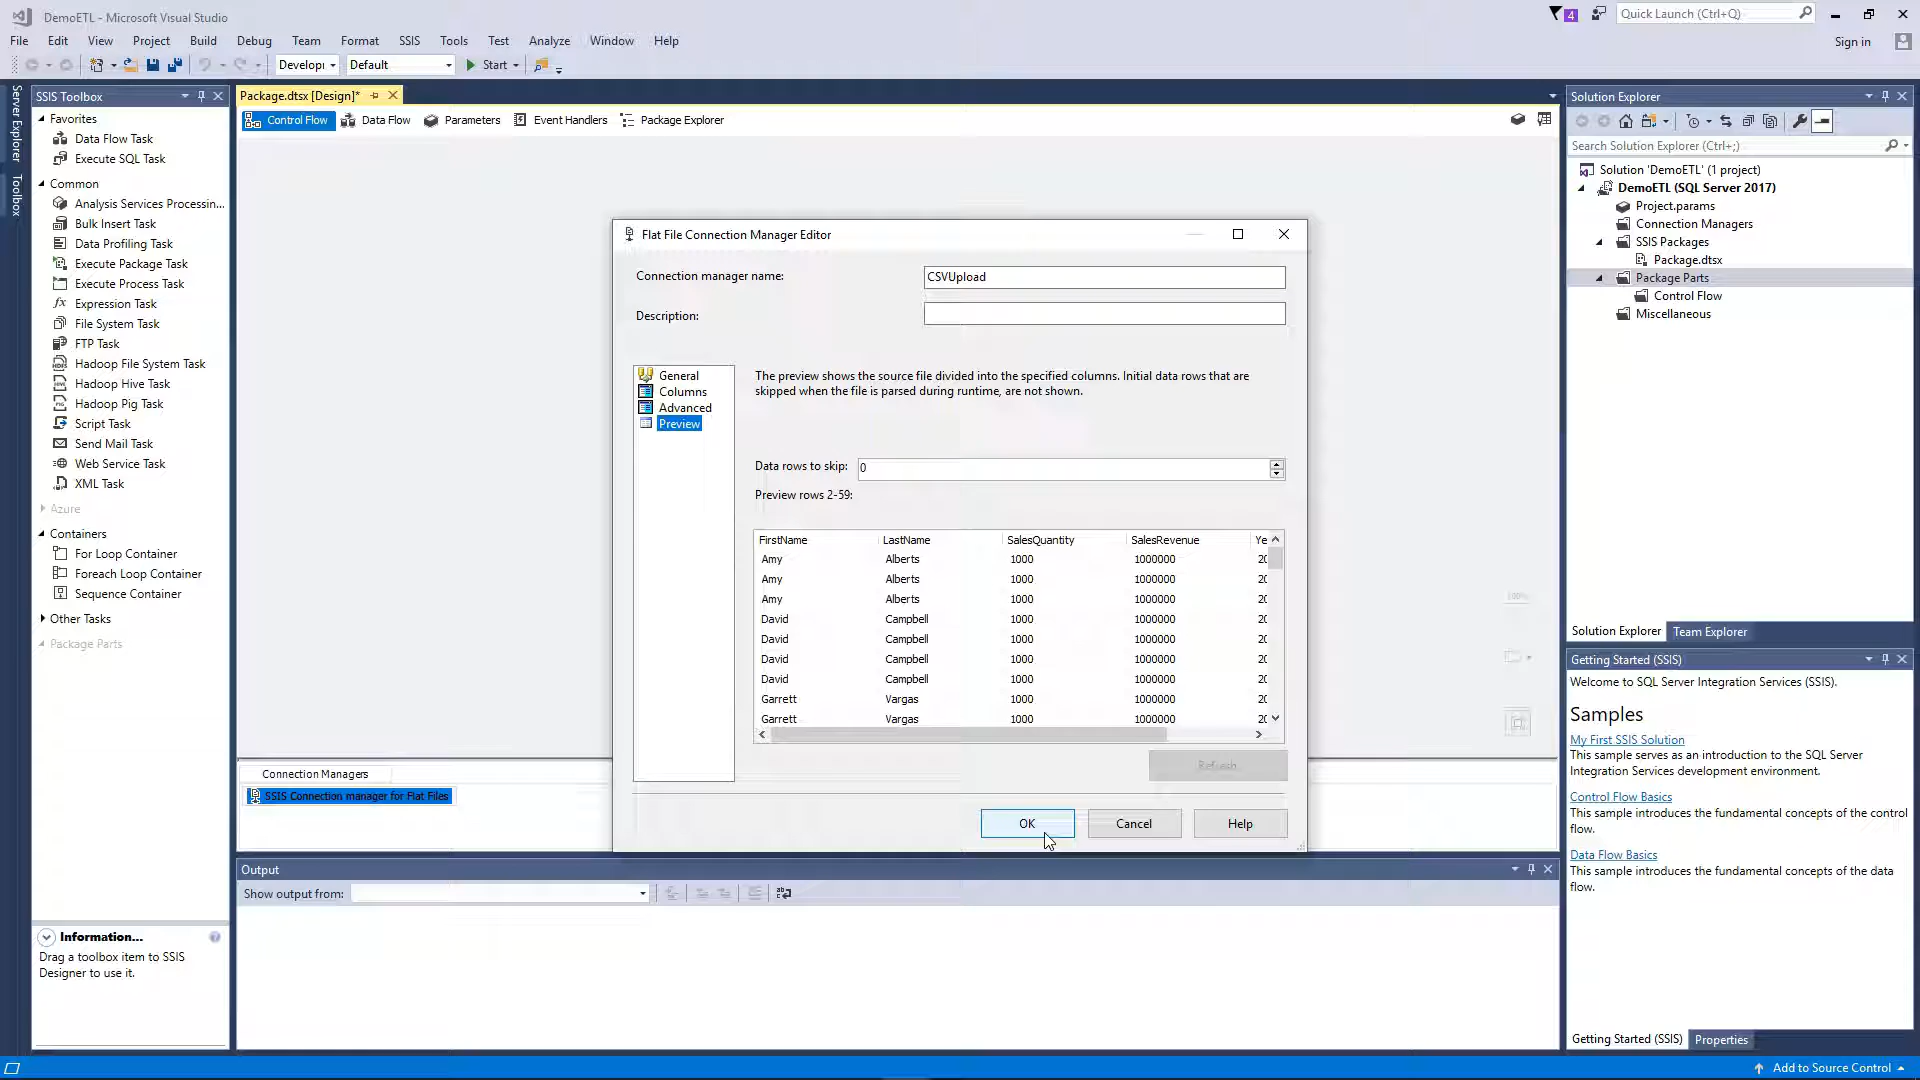 DemoETL - Microsoft Visual Studio
4
Quick Launch (Ctrl+Q)
File Edit View Project Build Debug Team Format SSIS Tools Test Analyze Window Help
Sign in
Developı Default Start
Server Explorer
Toolbox
SSIS Toolbox
Favorites
Data Flow Task
Execute SQL Task
Common
Analysis Services Processin...
Bulk Insert Task
Data Profiling Task
Execute Package Task
Execute Process Task
Expression Task
File System Task
FTP Task
Hadoop File System Task
Hadoop Hive Task
Hadoop Pig Task
Script Task
Send Mail Task
Web Service Task
XML Task
Azure
Containers
For Loop Container
Foreach Loop Container
Sequence Container
Other Tasks
Package Parts
Information...
Drag a toolbox item to SSIS
Designer to use it.
Package.dtsx [Design]*
Control Flow Data Flow Parameters Event Handlers Package Explorer
100%
Flat File Connection Manager Editor
Connection manager name: CSVUpload
Description:
General
Columns
Advanced
Preview
The preview shows the source file divided into the specified columns. Initial data rows that are
skipped when the file is parsed during runtime, are not shown.
Data rows to skip: 0
Preview rows 2-59:
FirstName LastName SalesQuantity SalesRevenue Ye
Amy Alberts 1000 1000000 20
Amy Alberts 1000 1000000 20
Amy Alberts 1000 1000000 20
David Campbell 1000 1000000 20
David Campbell 1000 1000000 20
David Campbell 1000 1000000 20
David Campbell 1000 1000000 20
Garrett Vargas 1000 1000000 20
Garrett Vargas 1000 1000000 20
Refresh
OK Cancel Help
Connection Managers
SSIS Connection manager for Flat Files
Output
Show output from:
Solution Explorer
Search Solution Explorer (Ctrl+;)
Solution 'DemoETL' (1 project)
DemoETL (SQL Server 2017)
Project.params
Connection Managers
SSIS Packages
Package.dtsx
Package Parts
Control Flow
Miscellaneous
Solution Explorer Team Explorer
Getting Started (SSIS)
Welcome to SQL Server Integration Services (SSIS).
Samples
My First SSIS Solution
This sample serves as an introduction to the SQL Server
Integration Services development environment.
Control Flow Basics
This sample introduces the fundamental concepts of the control
flow.
Data Flow Basics
This sample introduces the fundamental concepts of the data
flow.
Getting Started (SSIS) Properties
Add to Source Control